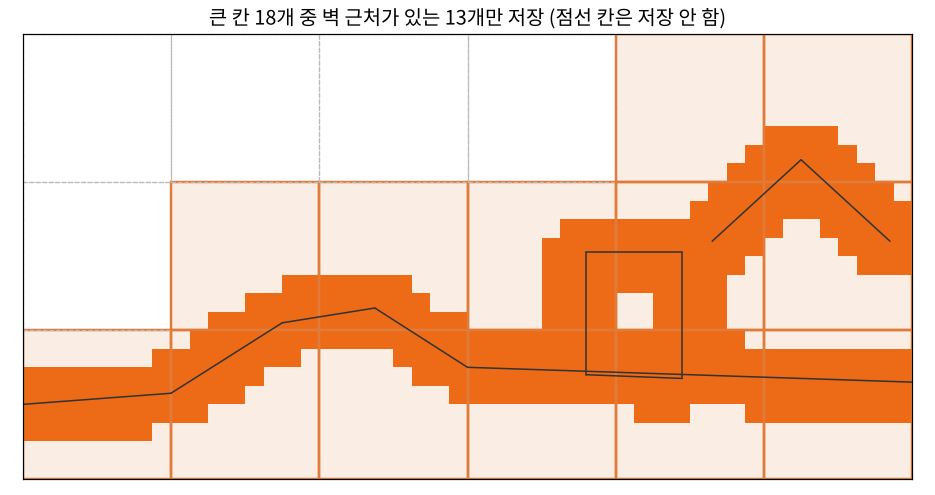 큰 칸 18개 중 벽 근처가 있는 13개만 저장 (점선 칸은 저장 안 함)